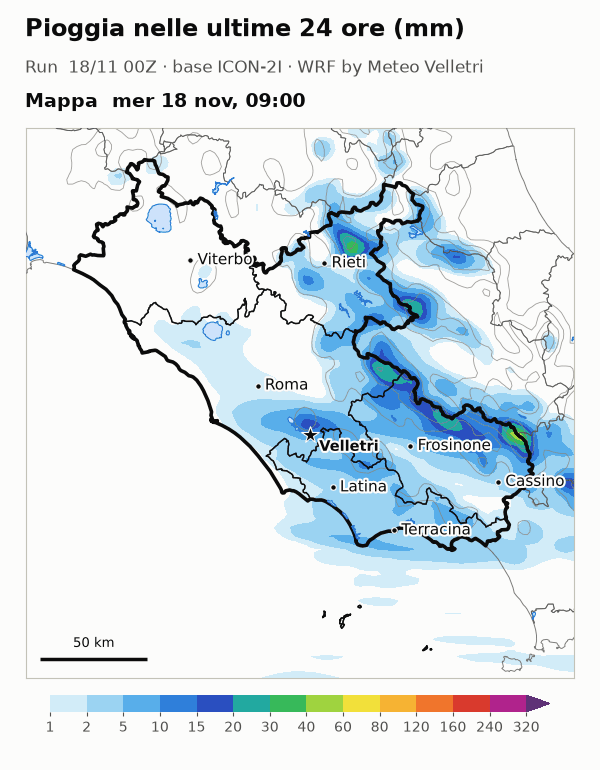 Pioggia nelle ultime 24 ore (mm)
Run  18/11 00Z · base ICON-2I · WRF by Meteo Velletri
Mappa  mer 18 nov, 09:00
Viterbo
Rieti
Roma
Velletri
Frosinone
Latina
Cassino
Terracina
50 km
1 2 5 10 15 20 30 40 60 80 120 160 240 320